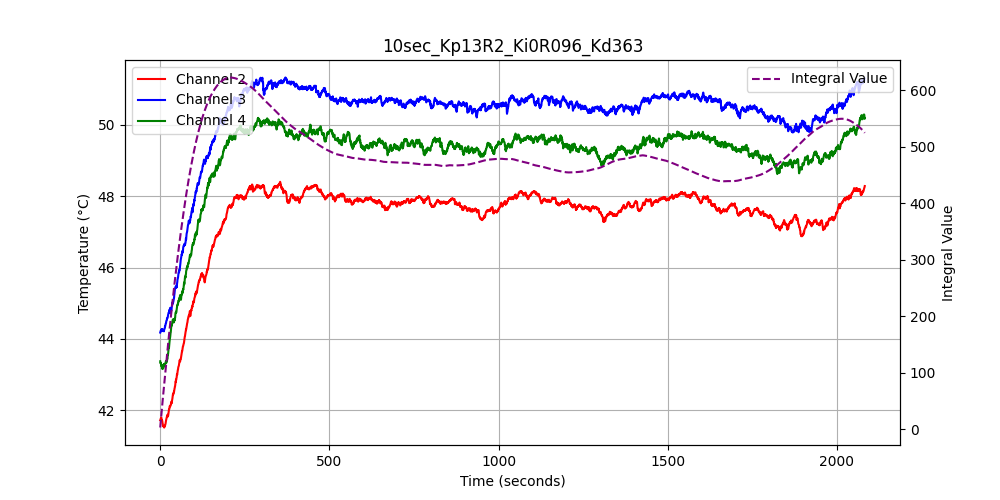 10sec_Kp13R2_Ki0R096_Kd363
Channel 2
Channel 3
Channel 4
Integral Value
50
48
46
44
42
Temperature (°C)
600
500
400
300
200
100
0
Integral Value
0
500
1000
1500
2000
Time (seconds)